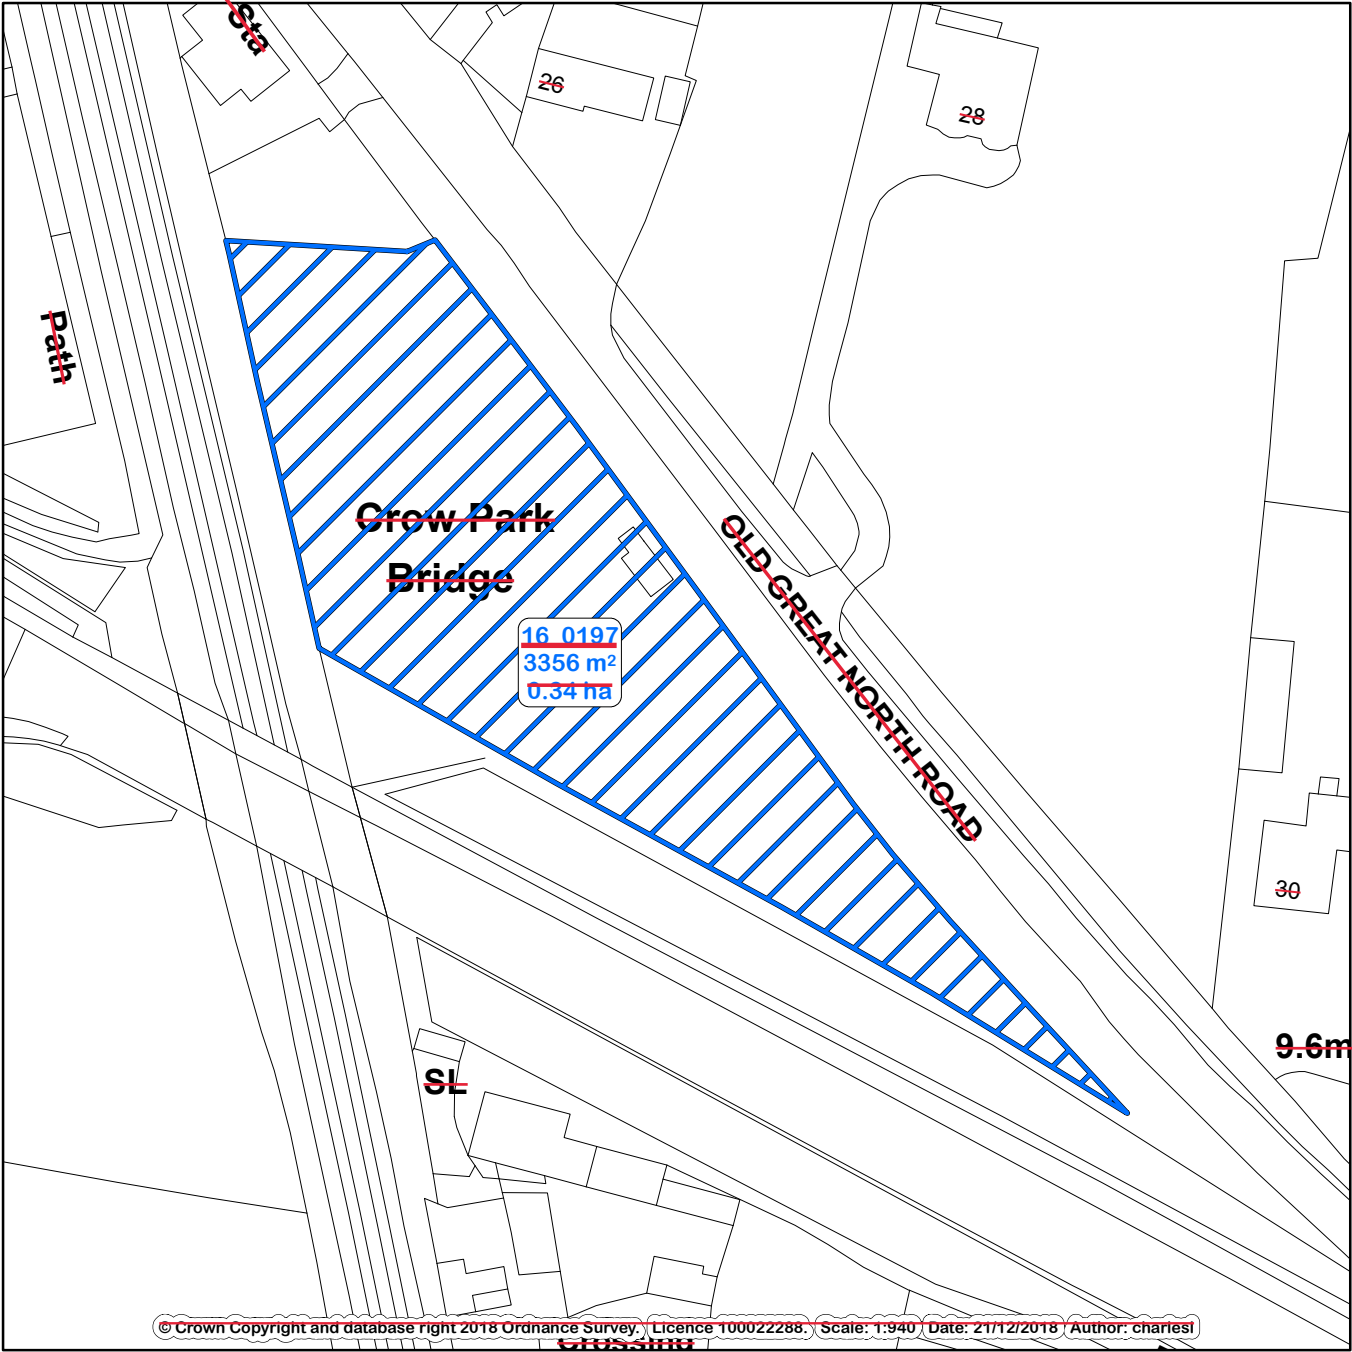 Sta
26
28
Path
Crow Park
Bridge
OLD GREAT NORTH ROAD
16_0197
3356 m²
0.34 ha
30
9.6m
SL
© Crown Copyright and database right 2018 Ordnance Survey. Licence 100022288. Scale: 1:940 Date: 21/12/2018 Author: charlesl
Crossing